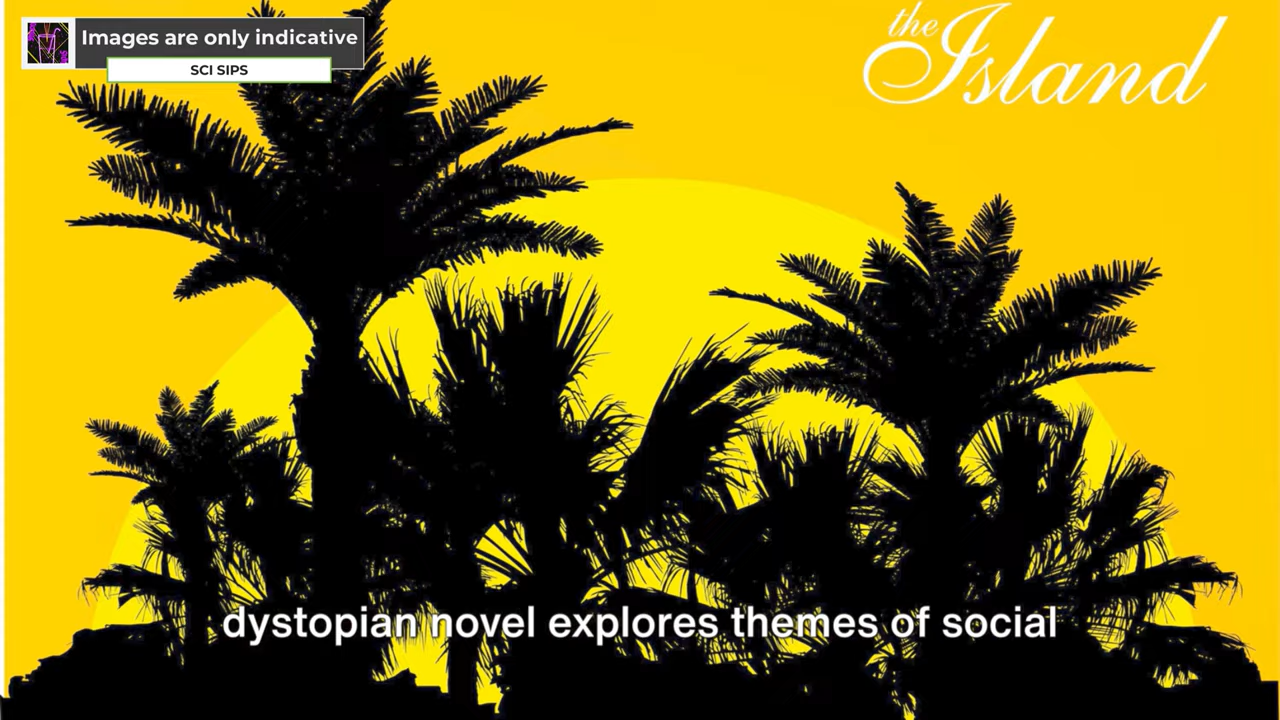 Images are only indicative
SCI SIPS
the
Island
dystopian novel explores themes of social